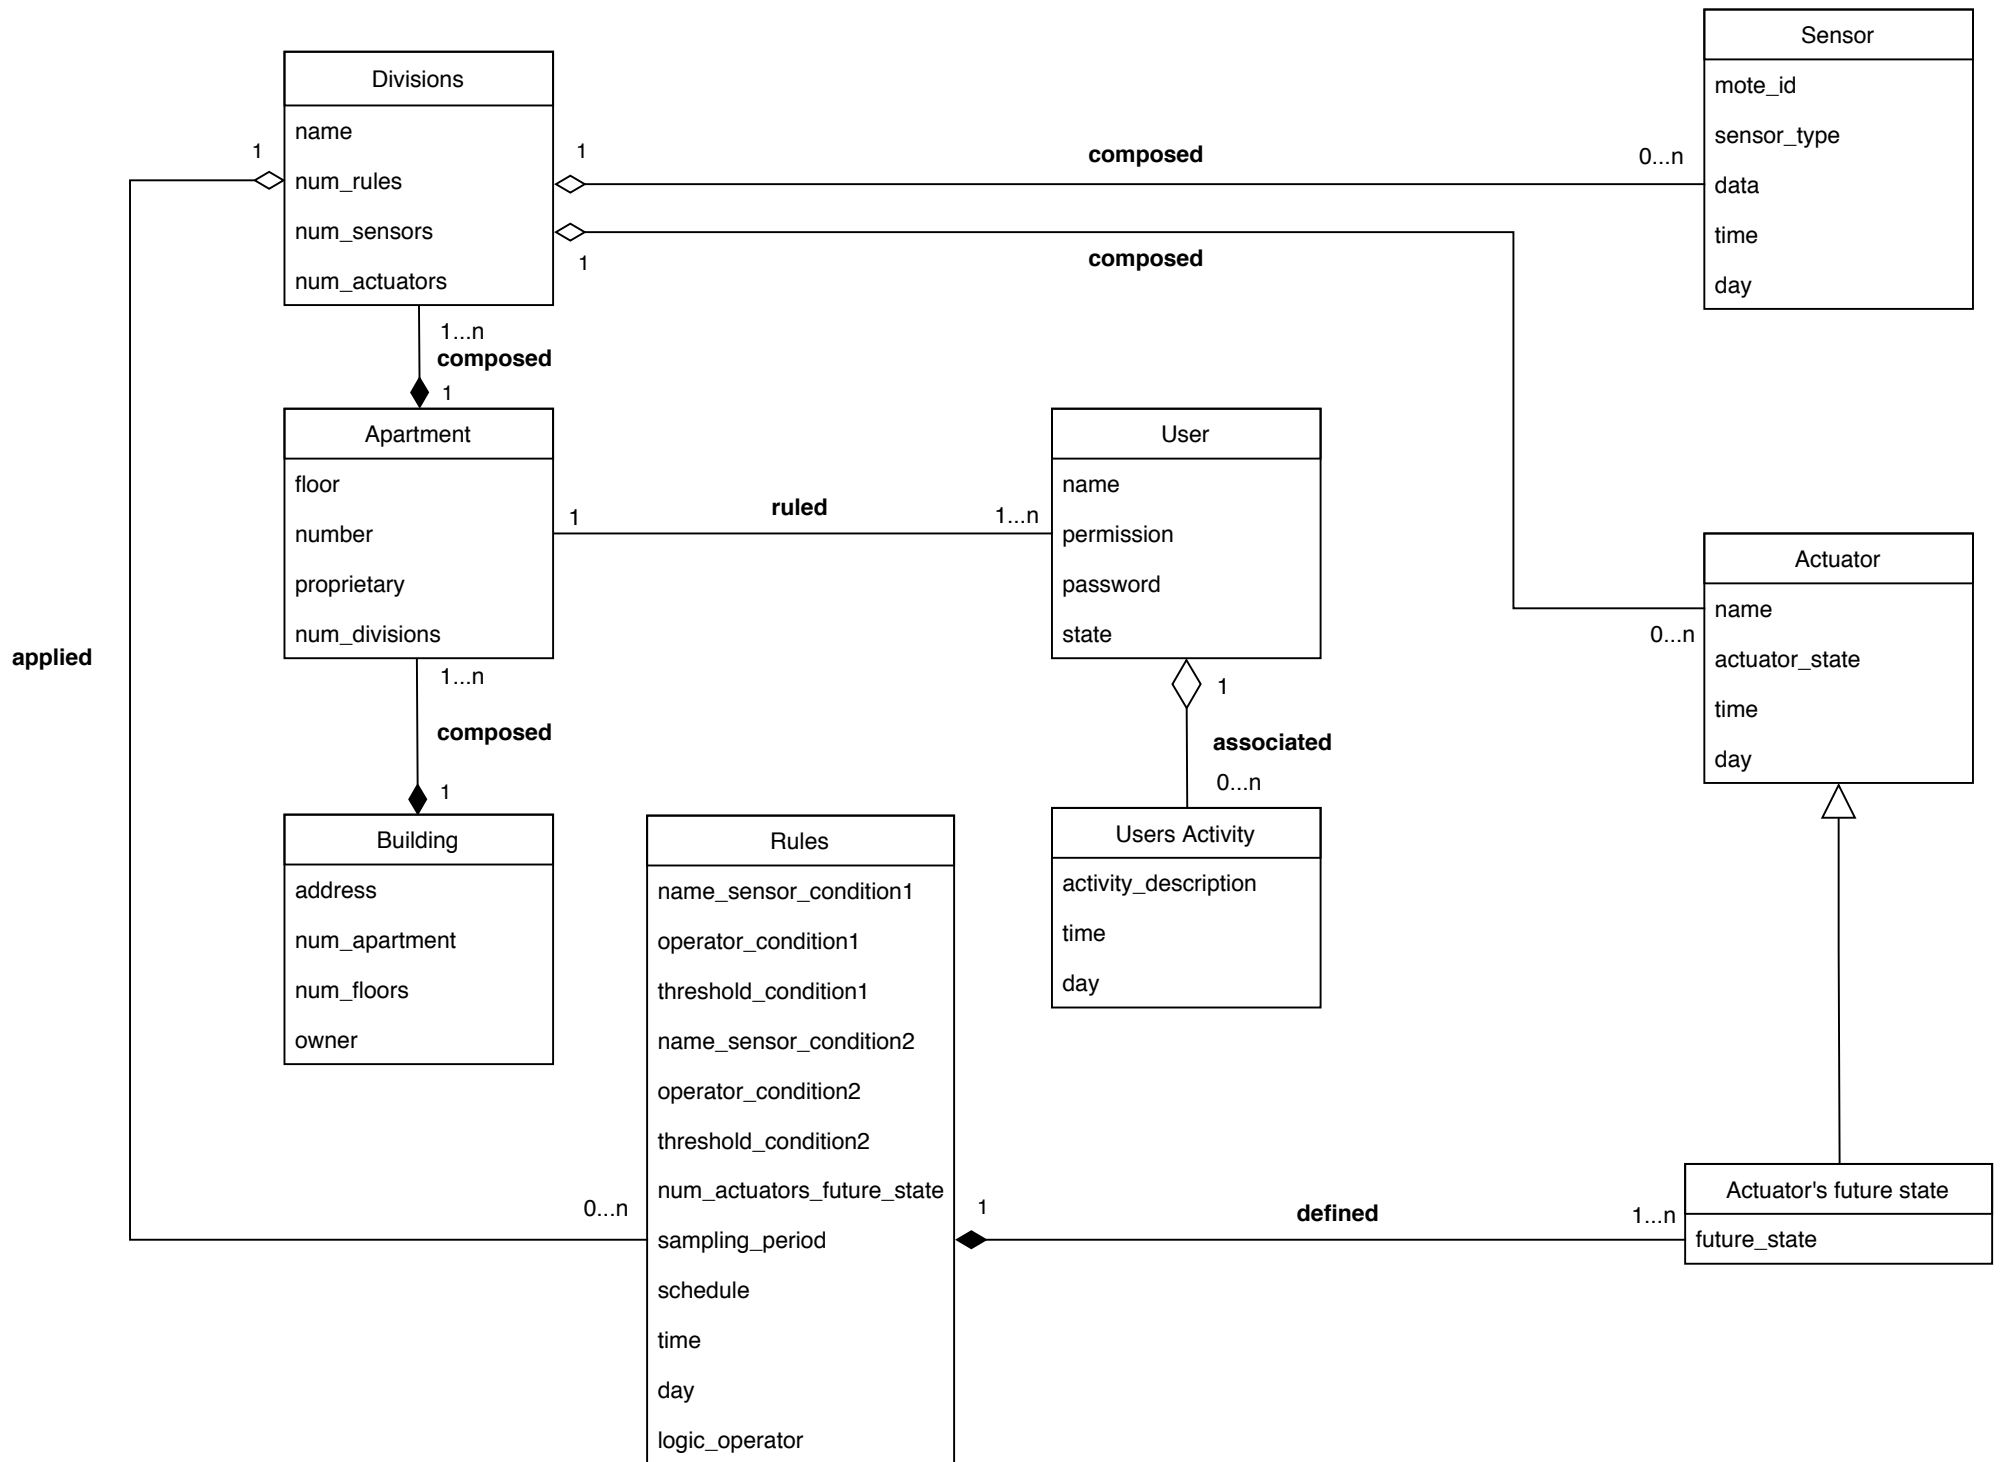 Divisions
name
num_rules
num_sensors
num_actuators
1
1
composed
0...n
1
composed
Sensor
mote_id
sensor_type
data
time
day
1...n
composed
1
Apartment
floor
number
proprietary
num_divisions
1
ruled
1...n
User
name
permission
password
state
0...n
Actuator
name
actuator_state
time
day
applied
1...n
composed
1
1
associated
0...n
Building
address
num_apartment
num_floors
owner
Rules
name_sensor_condition1
operator_condition1
threshold_condition1
name_sensor_condition2
operator_condition2
threshold_condition2
num_actuators_future_state
sampling_period
schedule
time
day
logic_operator
Users Activity
activity_description
time
day
0...n
1
defined
1...n
Actuator's future state
future_state